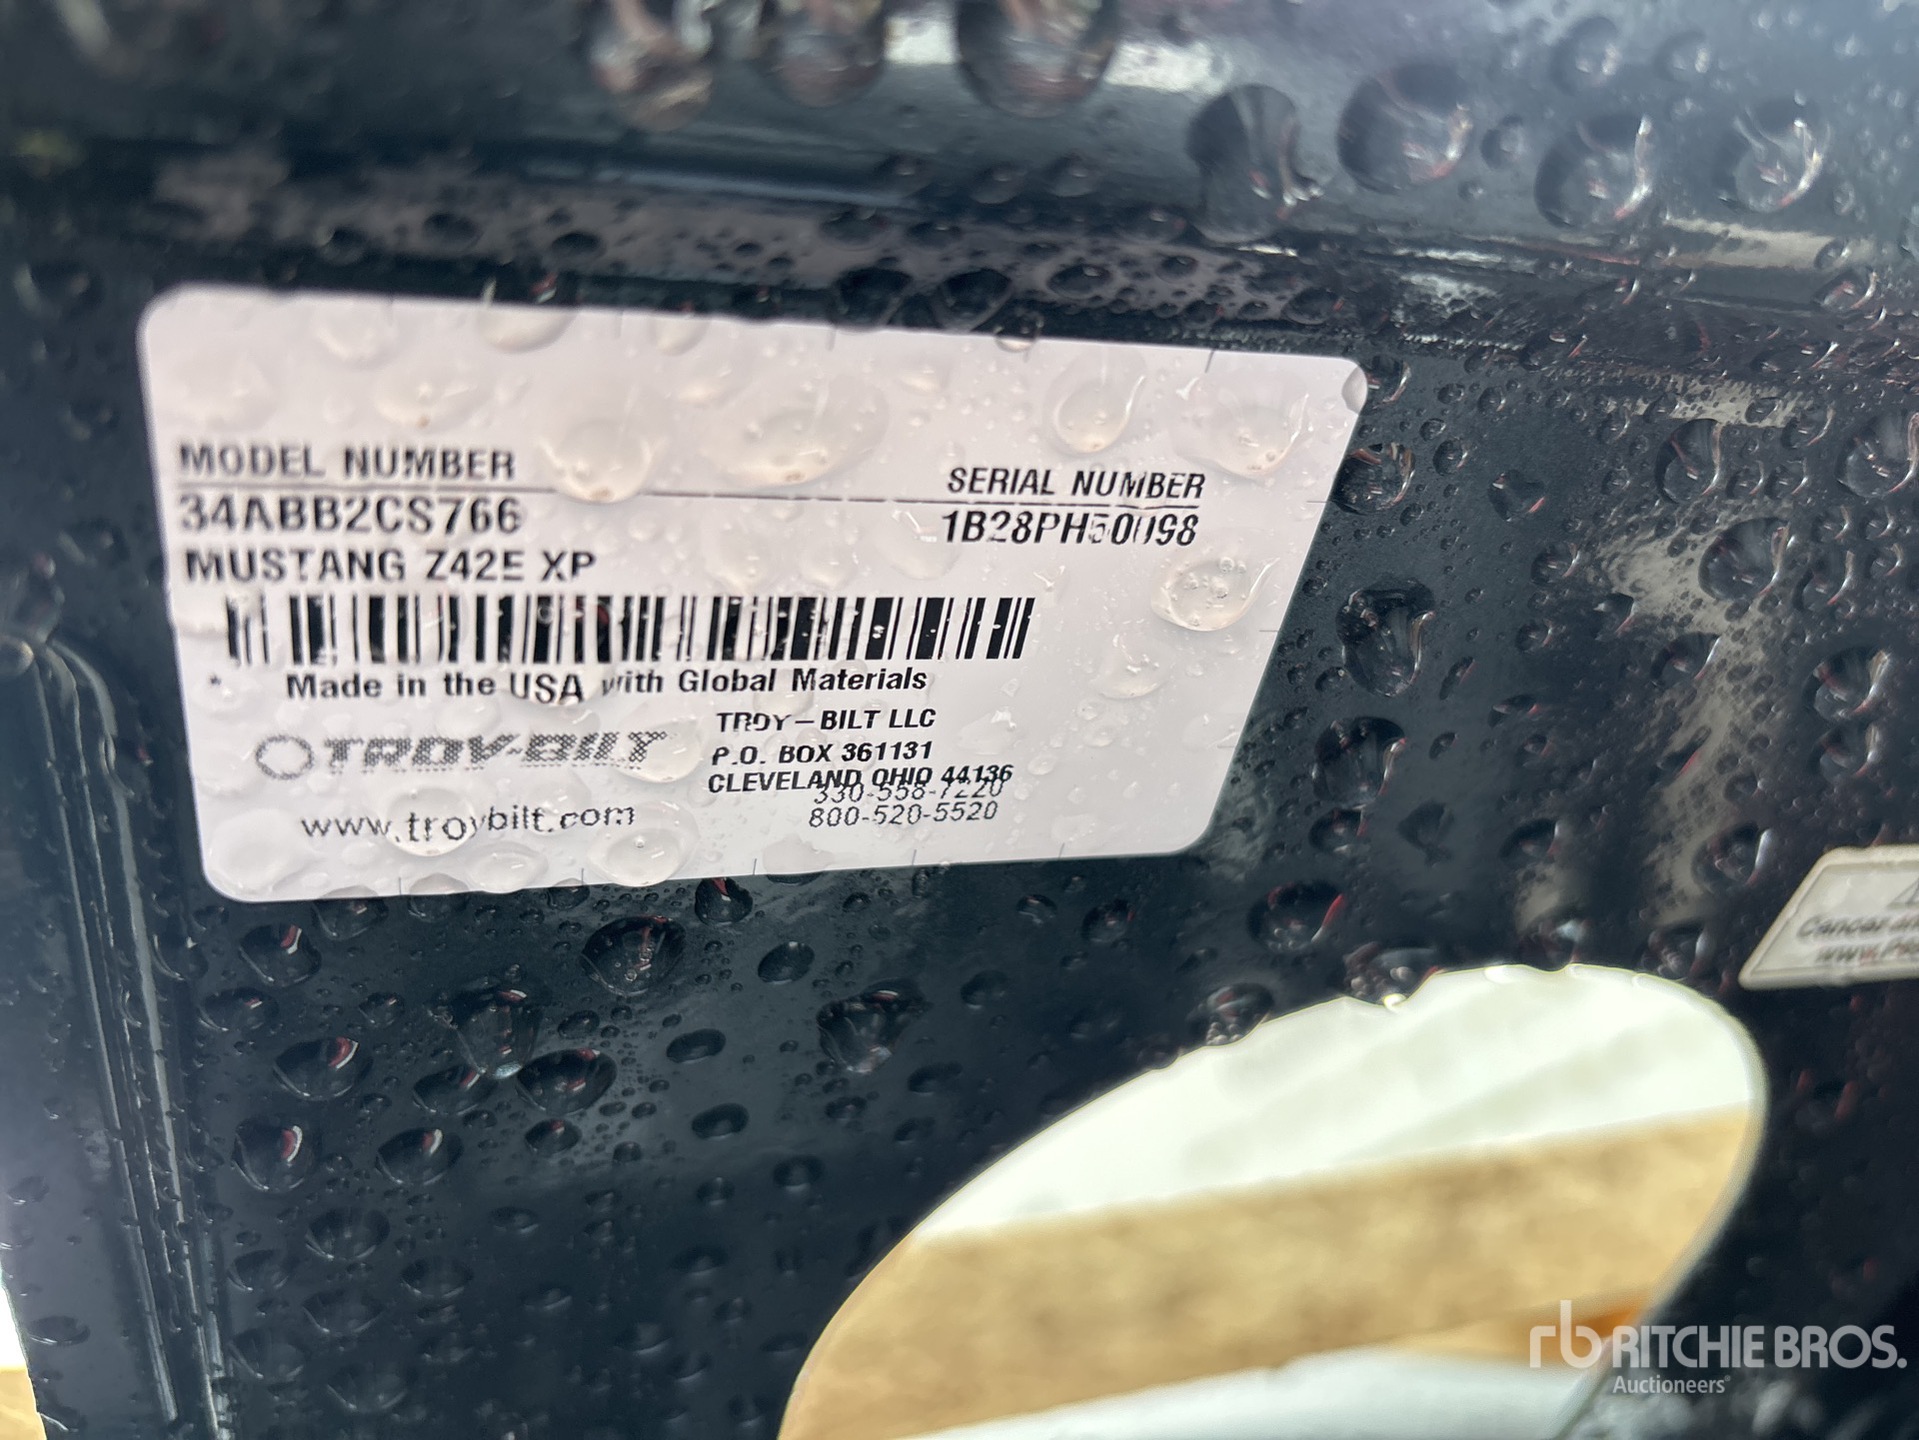 MODEL NUMBER
SERIAL NUMBER
34ABB2CS766
1B28PH50098
MUSTANG Z42E XP
* Made in the USA with Global Materials
TROY-BILT
TROY-BILT LLC
P.O. BOX 361131
CLEVELAND, OHIO 44136
330-558-7220
800-520-5520
www.troybilt.com
Cancer
rb RITCHIE BROS.
Auctioneers